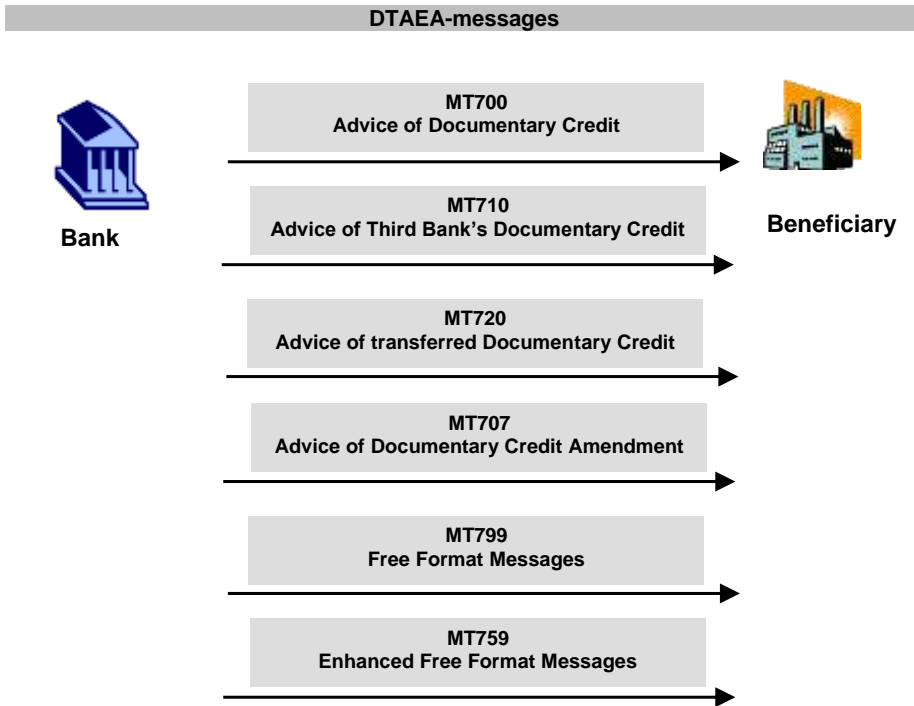 DTAEA-messages
MT700
Advice of Documentary Credit
MT710
Advice of Third Bank's Documentary Credit
Bank
Beneficiary
MT720
Advice of transferred Documentary Credit
MT707
Advice of Documentary Credit Amendment
MT799
Free Format Messages
MT759
Enhanced Free Format Messages